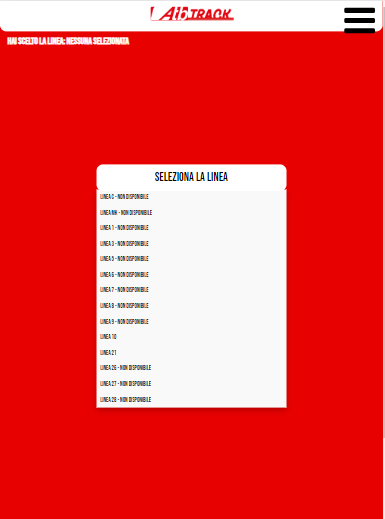 HAI SCELTO LA LINEA: NESSUNA SELEZIONATA
SELEZIONA LA LINEA
LINEA C - NON DISPONIBILE
LINEA NH - NON DISPONIBILE
LINEA 1 - NON DISPONIBILE
LINEA 3 - NON DISPONIBILE
LINEA 5 - NON DISPONIBILE
LINEA 6 - NON DISPONIBILE
LINEA 7 - NON DISPONIBILE
LINEA 8 - NON DISPONIBILE
LINEA 9 - NON DISPONIBILE
LINEA 10
LINEA 21
LINEA 26 - NON DISPONIBILE
LINEA 27 - NON DISPONIBILE
LINEA 28 - NON DISPONIBILE